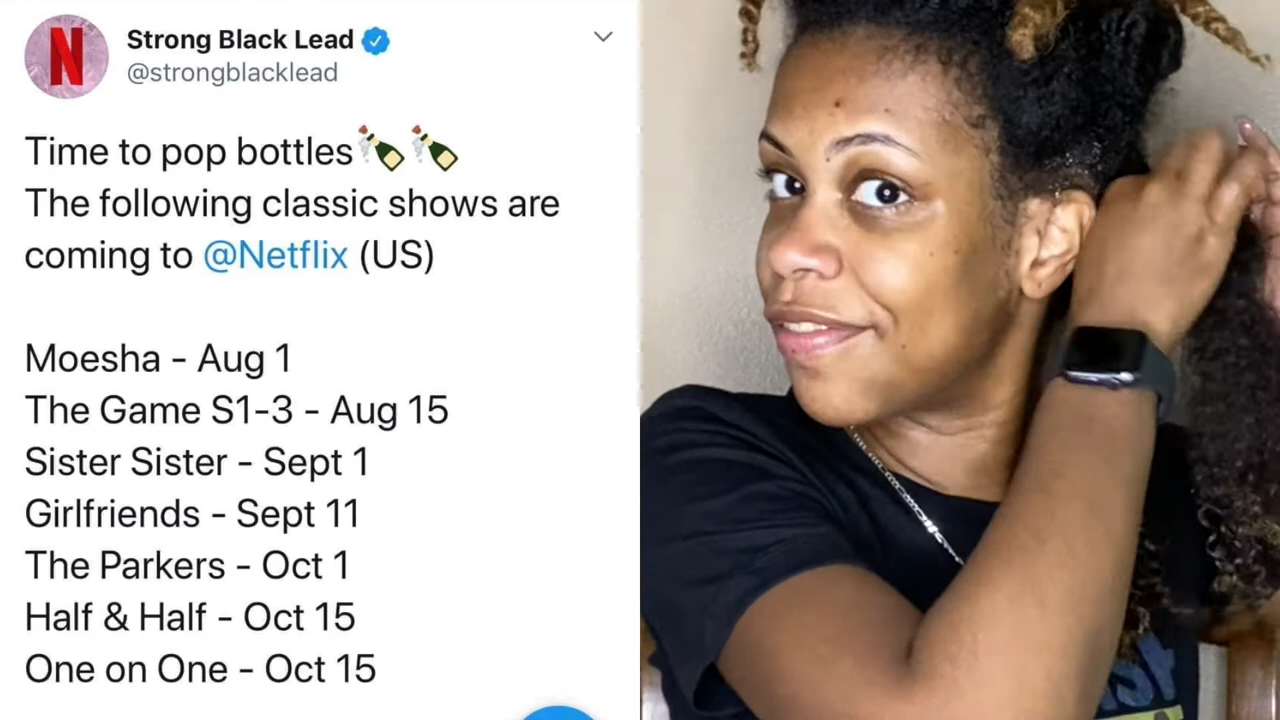 Strong Black Lead
@strongblacklead
Time to pop bottles🍾🍾
The following classic shows are
coming to @Netflix (US)
Moesha - Aug 1
The Game S1-3 - Aug 15
Sister Sister - Sept 1
Girlfriends - Sept 11
The Parkers - Oct 1
Half & Half - Oct 15
One on One - Oct 15